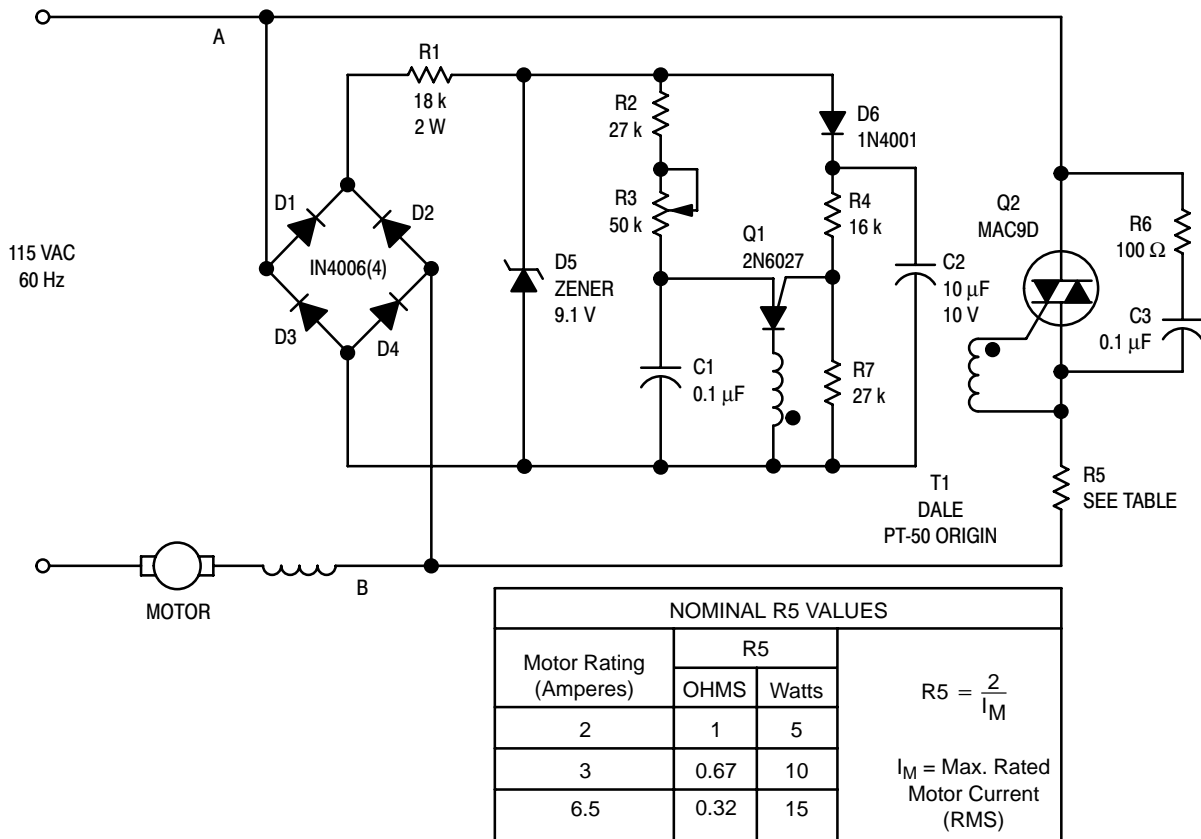 A
R1
18 k
2 W
R2
27 k
D6
1N4001
D1
D2
R3
50 k
R4
16 k
Q2
MAC9D
R6
100 Ω
115 VAC
60 Hz
IN4006(4)
D5
ZENER
9.1 V
Q1
2N6027
C2
10 μF
10 V
D3
D4
C3
0.1 μF
C1
0.1 μF
R7
27 k
T1
DALE
PT-50 ORIGIN
R5
SEE TABLE
MOTOR
B
NOMINAL R5 VALUES
Motor Rating
(Amperes)
R5
OHMS Watts
2 1 5
3 0.67 10
6.5 0.32 15
R5 = 2
I_M
I_M = Max. Rated
Motor Current
(RMS)